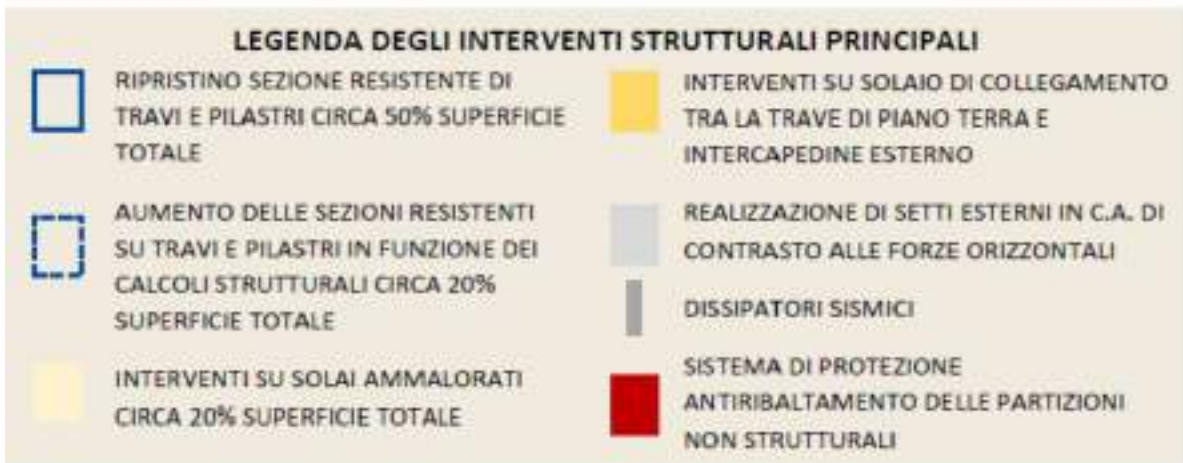 LEGENDA DEGLI INTERVENTI STRUTTURALI PRINCIPALI
RIPRISTINO SEZIONE RESISTENTE DI
TRAVI E PILASTRI CIRCA 50% SUPERFICIE
TOTALE
AUMENTO DELLE SEZIONI RESISTENTI
SU TRAVI E PILASTRI IN FUNZIONE DEI
CALCOLI STRUTTURALI CIRCA 20%
SUPERFICIE TOTALE
INTERVENTI SU SOLAI AMMALORATI
CIRCA 20% SUPERFICIE TOTALE
INTERVENTI SU SOLAIO DI COLLEGAMENTO
TRA LA TRAVE DI PIANO TERRA E
INTERCAPEDINE ESTERNO
REALIZZAZIONE DI SETTI ESTERNI IN C.A. DI
CONTRASTO ALLE FORZE ORIZZONTALI
DISSIPATORI SISMICI
SISTEMA DI PROTEZIONE
ANTIRIBALTAMENTO DELLE PARTIZIONI
NON STRUTTURALI